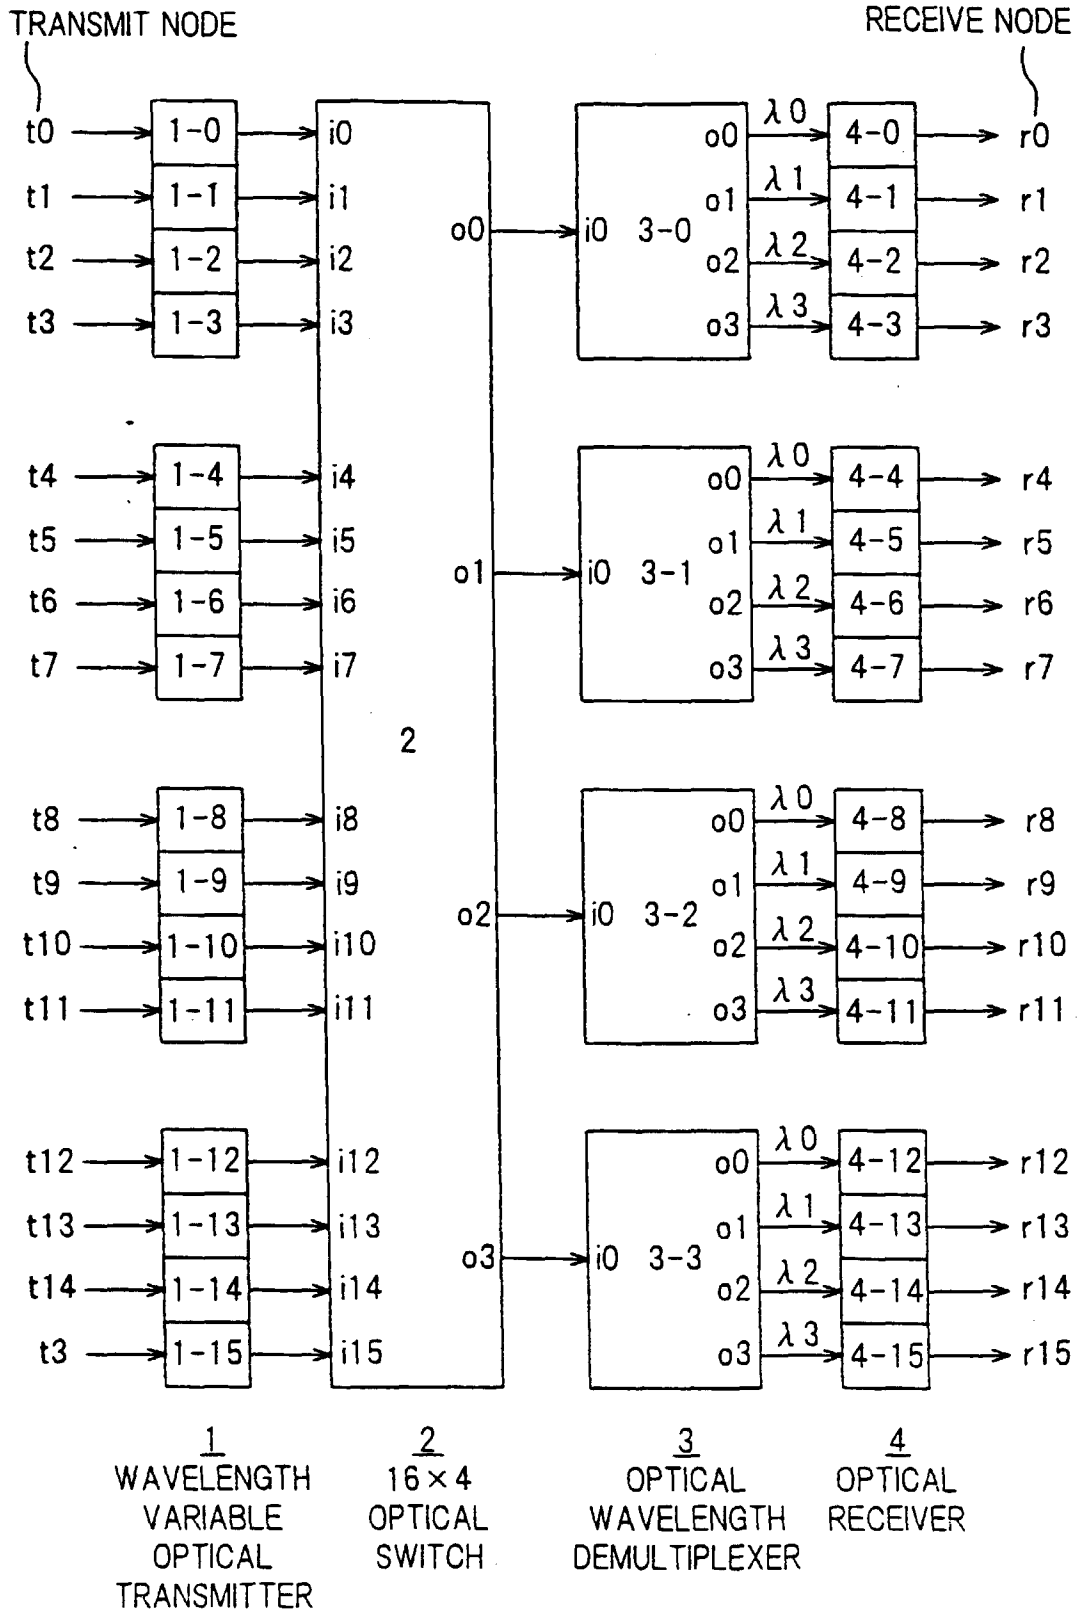 TRANSMIT NODE RECEIVE NODE
t0 1-0 i0 o0 λ0 4-0 r0
t1 1-1 i1 o1 λ1 4-1 r1
o0 i0 3-0
t2 1-2 i2 o2 λ2 4-2 r2
t3 1-3 i3 o3 λ3 4-3 r3
t4 1-4 i4 o0 λ0 4-4 r4
t5 1-5 i5 o1 λ1 4-5 r5
o1 i0 3-1
t6 1-6 i6 o2 λ2 4-6 r6
t7 1-7 i7 o3 λ3 4-7 r7
2
t8 1-8 i8 o0 λ0 4-8 r8
t9 1-9 i9 o1 λ1 4-9 r9
o2 i0 3-2
t10 1-10 i10 o2 λ2 4-10 r10
t11 1-11 i11 o3 λ3 4-11 r11
t12 1-12 i12 o0 λ0 4-12 r12
t13 1-13 i13 o1 λ1 4-13 r13
o3 i0 3-3
t14 1-14 i14 o2 λ2 4-14 r14
t3 1-15 i15 o3 λ3 4-15 r15
1
WAVELENGTH
VARIABLE
OPTICAL
TRANSMITTER
2
16×4
OPTICAL
SWITCH
3
OPTICAL
WAVELENGTH
DEMULTIPLEXER
4
OPTICAL
RECEIVER